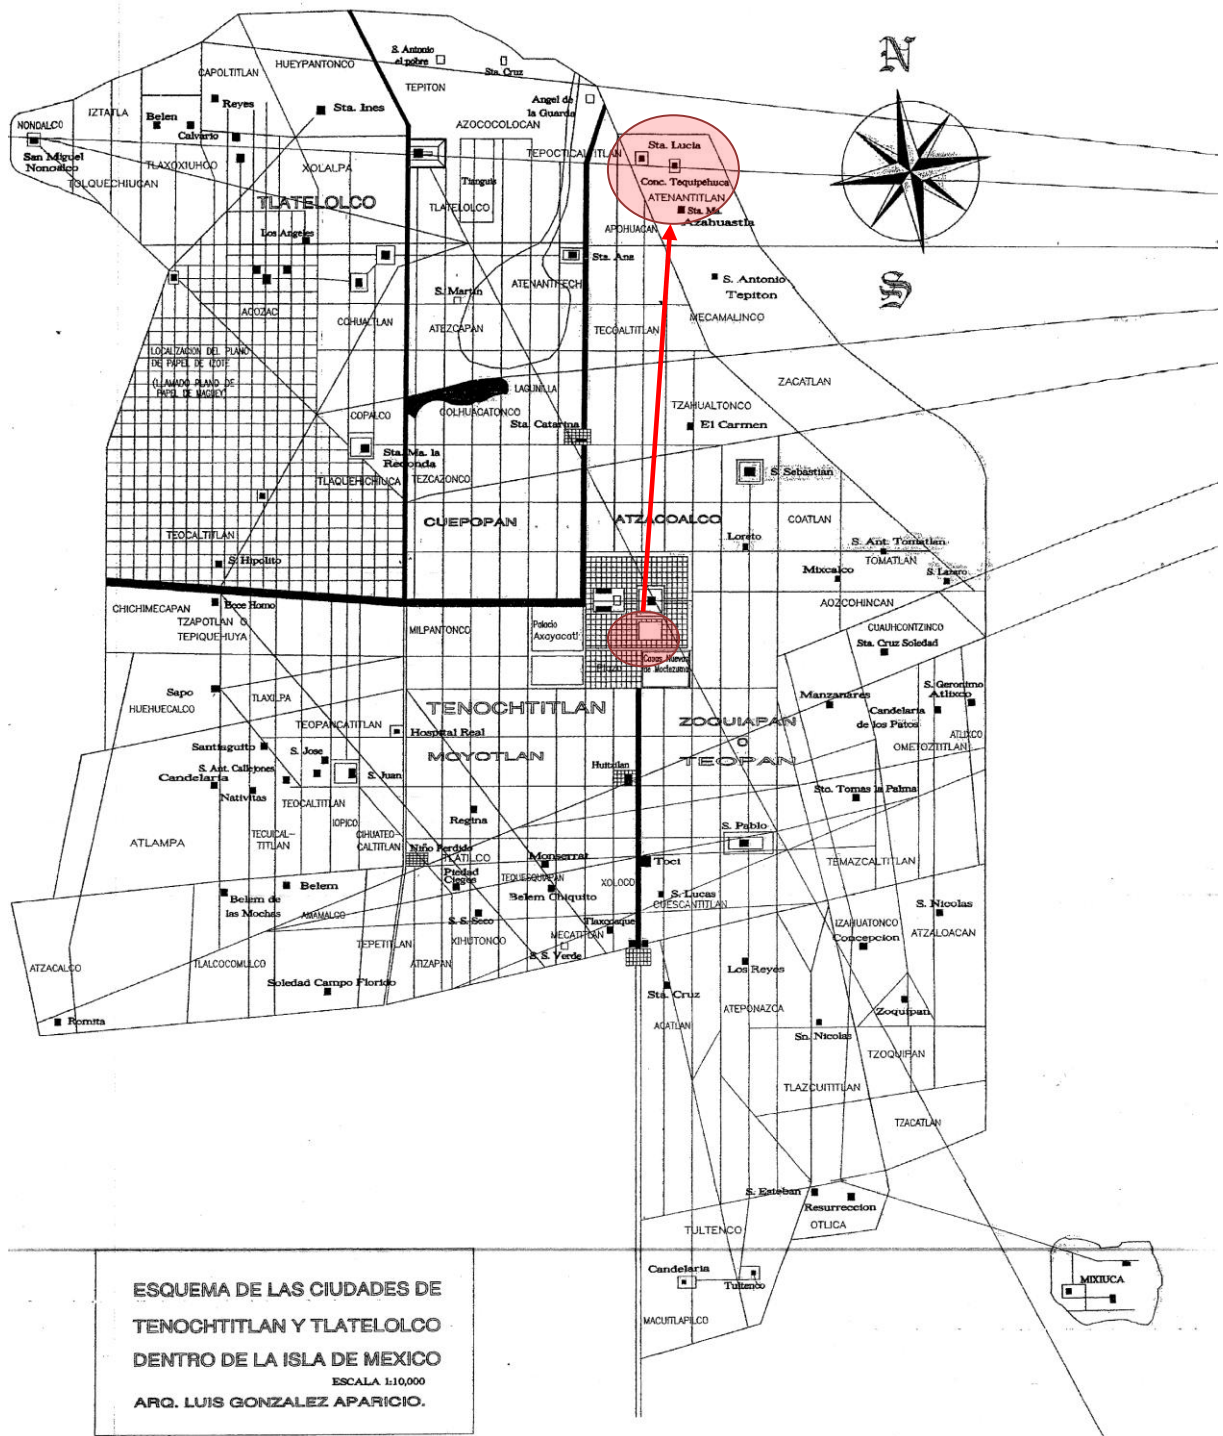 N
S. Antonio
el pobre
Sta. Cruz
HUEYPANTONCO
CAPOLTITLAN
TEPITON
Angel de
la Guarda
IZTATLA
Reyes
Sta. Ines
Belen
NONOALCO
Calvario
AZOCOCOLOCAN
San Miguel
Nonoalco
TLAXOXIUHCO
XOLALPA
TEPOCTICALTITLAN
Sta. Lucia
TOLQUECHIUCAN
Tianguis
Conc. Tequipehuca
ATENANTITLAN
TLATELOLCO
TLATELOLCO
Sta. Ma.
Azahuastla
Los Angeles
APOHUACAN
Sta. Ana
S. Antonio
Tepiton
S
S. Martin
ATENANTITECH
ACOZAC
COHUATLAN
ATEZCAPAN
TECOALTITLAN
MECAMALINCO
LOCALIZACION DEL PLANO
DE PAPEL DE IZOTE
(LLAMADO PLANO DE
PAPEL DE MAGUEY)
LAGUNILLA
ZACATLAN
COPALCO
COLHUACATONCO
TZAHUALTONCO
Sta. Catarina
El Carmen
Sta. Ma. la
Redonda
TLAQUEHICHIUCA
TEZCAZONCO
S. Sebastian
CUEPOPAN
ATZACOALCO
COATLAN
TEOCALTITLAN
Loreto
S. Ant. Tomatlan
TOMATLAN
S. Hipolito
Mixcalco
S. Lazaro
CHICHIMECAPAN
Ecce Homo
AOZCOHINCAN
TZAPOTLAN O
TEPIQUEHUYA
MILPANTONCO
Palacio
Axayacatl
CUAUHCONTZINCO
Sta. Cruz Soledad
Plaza
Casas Nuevas
de Moctezuma
Sapo
HUEHUECALCO
TLAXILPA
S. Geronimo
Atlixco
Manzanares
TEOPANCATITLAN
TENOCHTITLAN
ZOQUIAPAN
O
TEOPAN
Candelaria
de los Patos
ATLIXCO
Hospital Real
OMETOZTITLAN
Santiaguito
S. Jose
MOYOTLAN
S. Ant. Callejones
Candelaria
S. Juan
Huitzilan
Nativitas
TEOCALTITLAN
Sto. Tomas la Palma
IOPICO
Regina
ATLAMPA
TECUICAL-
TITLAN
CIHUATEO-
CALTITLAN
S. Pablo
Niño Perdido
TLATILCO
Monserrat
Toci
TEMAZCALTITLAN
Piedad
Ciegos
TEQUESQUIPAN
XOLOCO
Belem
Belem Chiquito
S. Lucas
Belem de
las Mochas
CUESCANTITLAN
S. Nicolas
AMAMALCO
S. S. Seco
Tlaxcoaque
IZAHUATONCO
ATZALOACAN
TEPETITLAN
XIHUTONCO
MECATITLAN
Concepcion
ATZACALCO
TLALCOCOMULCO
ATIZAPAN
S. S. Verde
Los Reyes
Soledad Campo Florido
Sta. Cruz
ATEPONAZCA
Zoquipan
Romita
ACATLAN
Sn. Nicolas
TZOQUIPAN
TLAZCUITITLAN
TZACATLAN
S. Esteban
Resurreccion
TULTENCO
OTLICA
Candelaria
Tultenco
MIXIUCA
MACUITLAPILCO
ESQUEMA DE LAS CIUDADES DE
TENOCHTITLAN Y TLATELOLCO
DENTRO DE LA ISLA DE MEXICO
ESCALA 1:10,000
ARQ. LUIS GONZALEZ APARICIO.